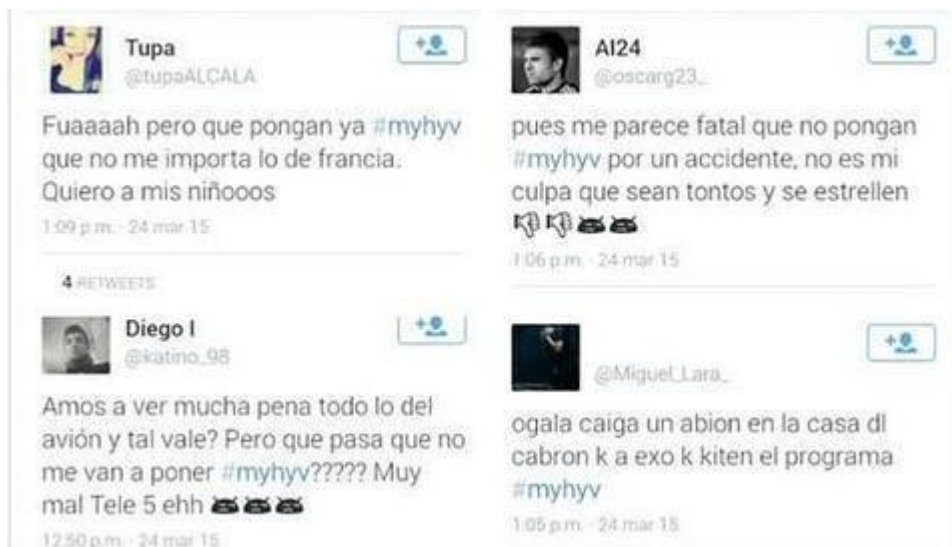 Tupa
@tupaALCALA
Fuaaaah pero que pongan ya #myhyv
que no me importa lo de francia.
Quiero a mis niñooos
1:09 p.m. · 24 mar 15
4 RETWEETS
Diego I
@katino_98
Amos a ver mucha pena todo lo del
avión y tal vale? Pero que pasa que no
me van a poner #myhyv????? Muy
mal Tele 5 ehh
12:50 p.m. · 24 mar 15
AI24
@oscarg23_
pues me parece fatal que no pongan
#myhyv por un accidente, no es mi
culpa que sean tontos y se estrellen
1:06 p.m. · 24 mar 15
@Miguel_Lara_
ogala caiga un abion en la casa dl
cabron k a exo k kiten el programa
#myhyv
1:05 p.m. · 24 mar 15